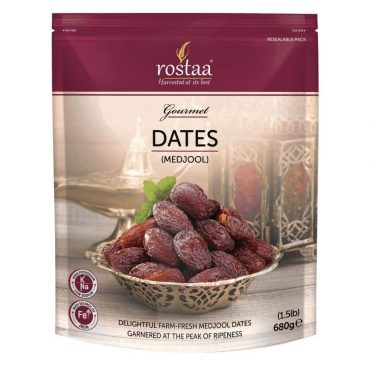 RESEALABLE PACK
rostaa
Harvested at its best
Gourmet
DATES
(MEDJOOL)
K
Na
Fe
DELIGHTFUL FARM-FRESH MEDJOOL DATES
GARNERED AT THE PEAK OF RIPENESS
(1.5lb)
680g℮